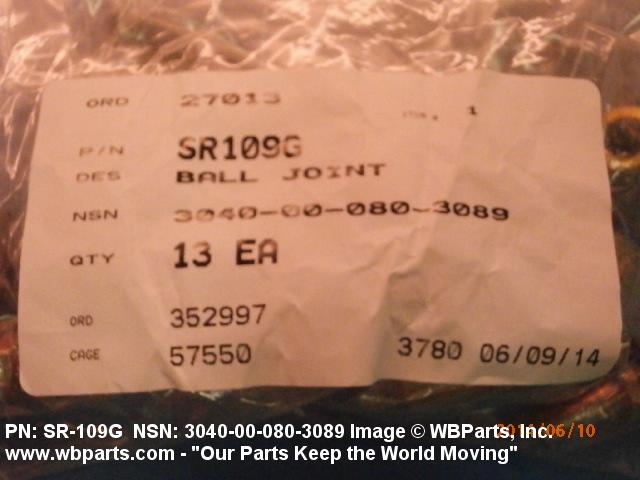 ORD 27013
ITEM # 1
P/N SR109G
DES BALL JOINT
NSN 3040-00-080-3089
QTY 13 EA
ORD 352997
CAGE 57550 3780 06/09/14
PN: SR-109G NSN: 3040-00-080-3089 Image © WBParts, Inc.
www.wbparts.com - "Our Parts Keep the World Moving"